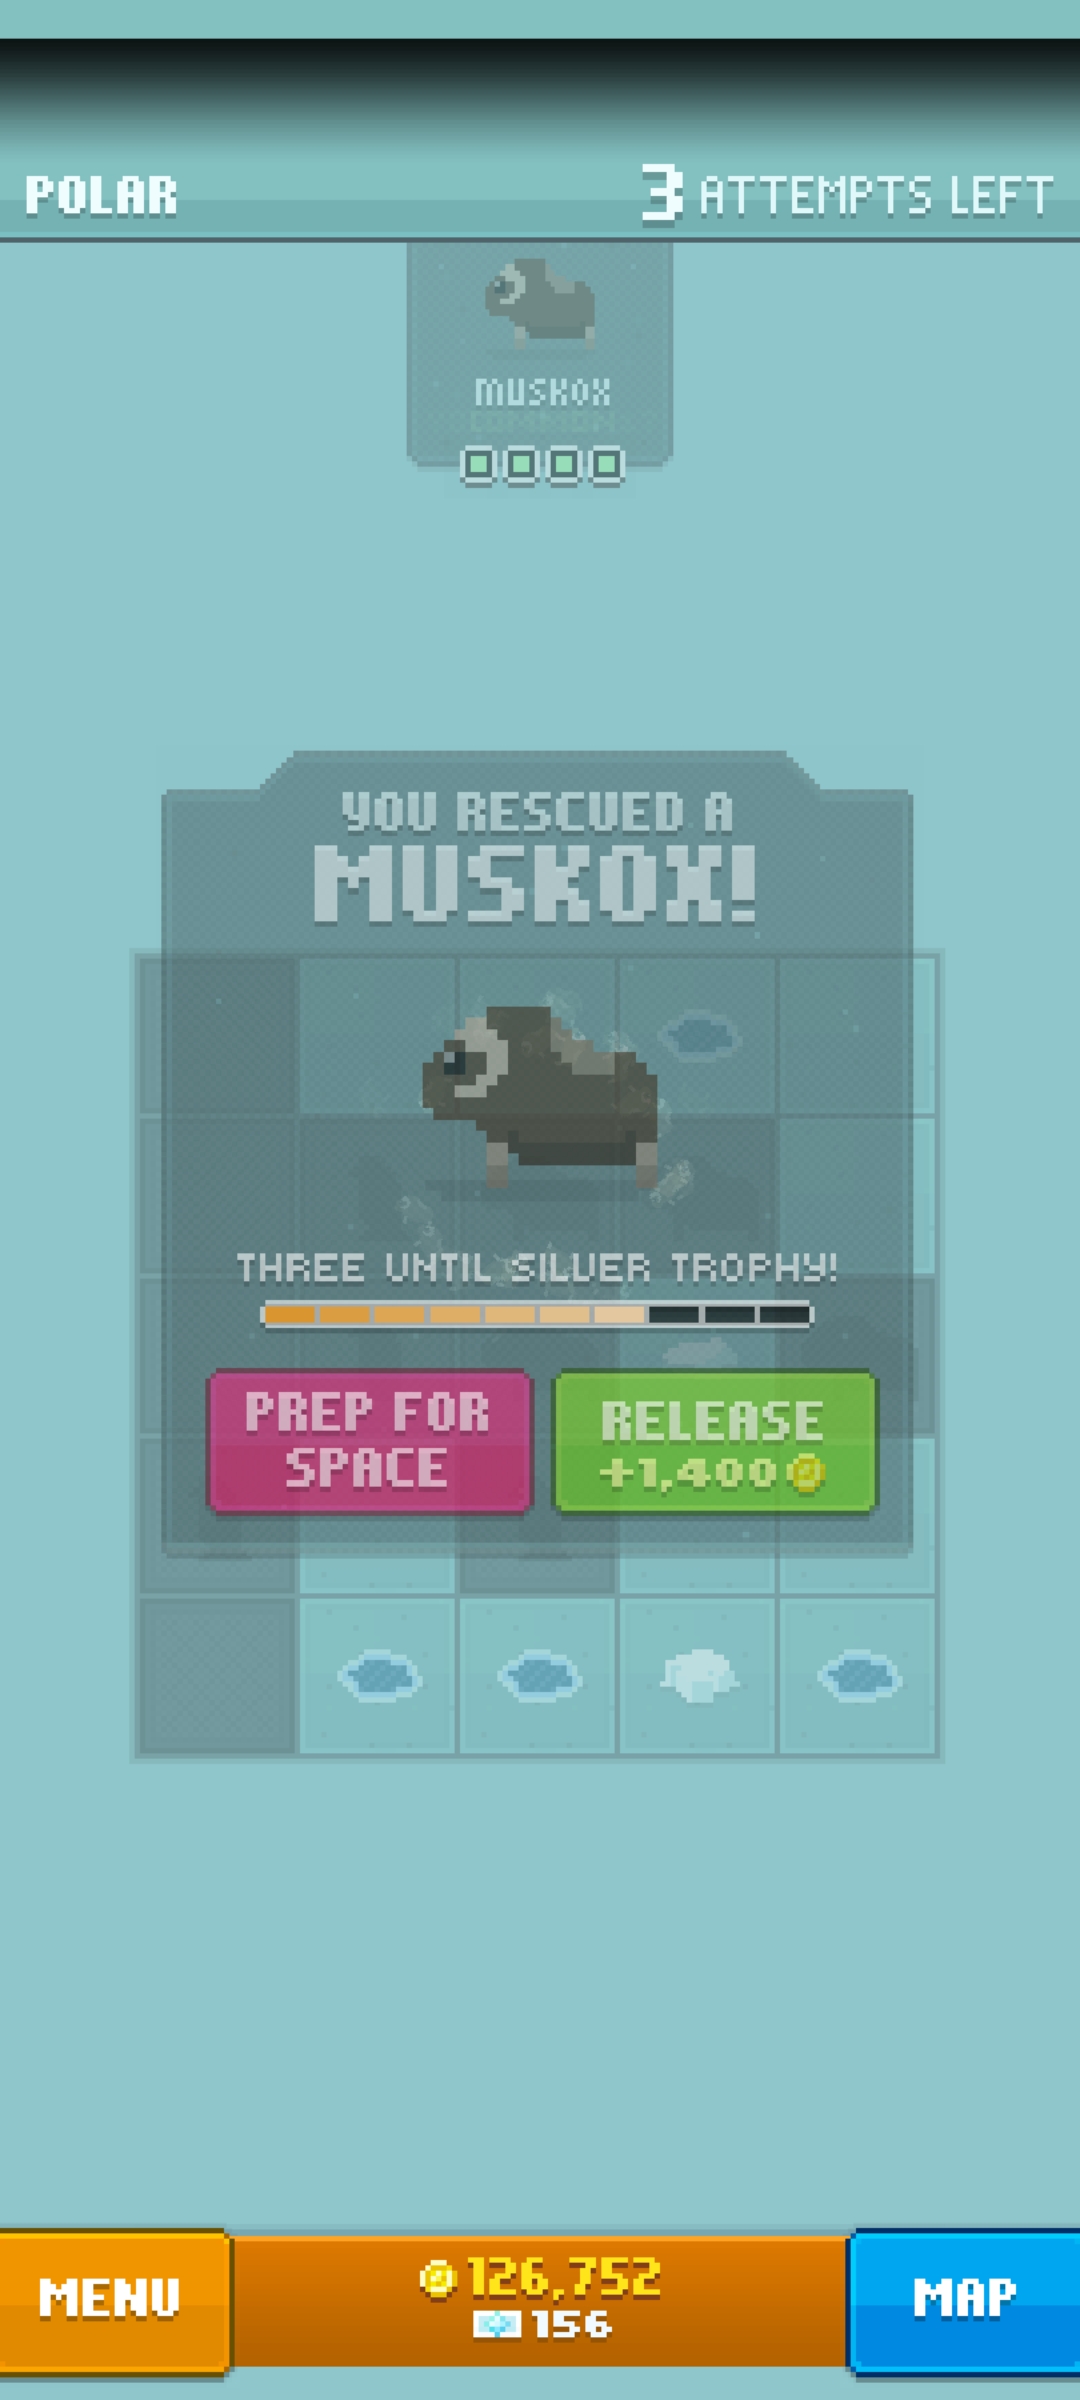 POLAR
3 ATTEMPTS LEFT
MUSKOX
COMMON
YOU RESCUED A
MUSKOX!
THREE UNTIL SILVER TROPHY!
PREP FOR
SPACE
RELEASE
+1,400
MENU
126,752
156
MAP